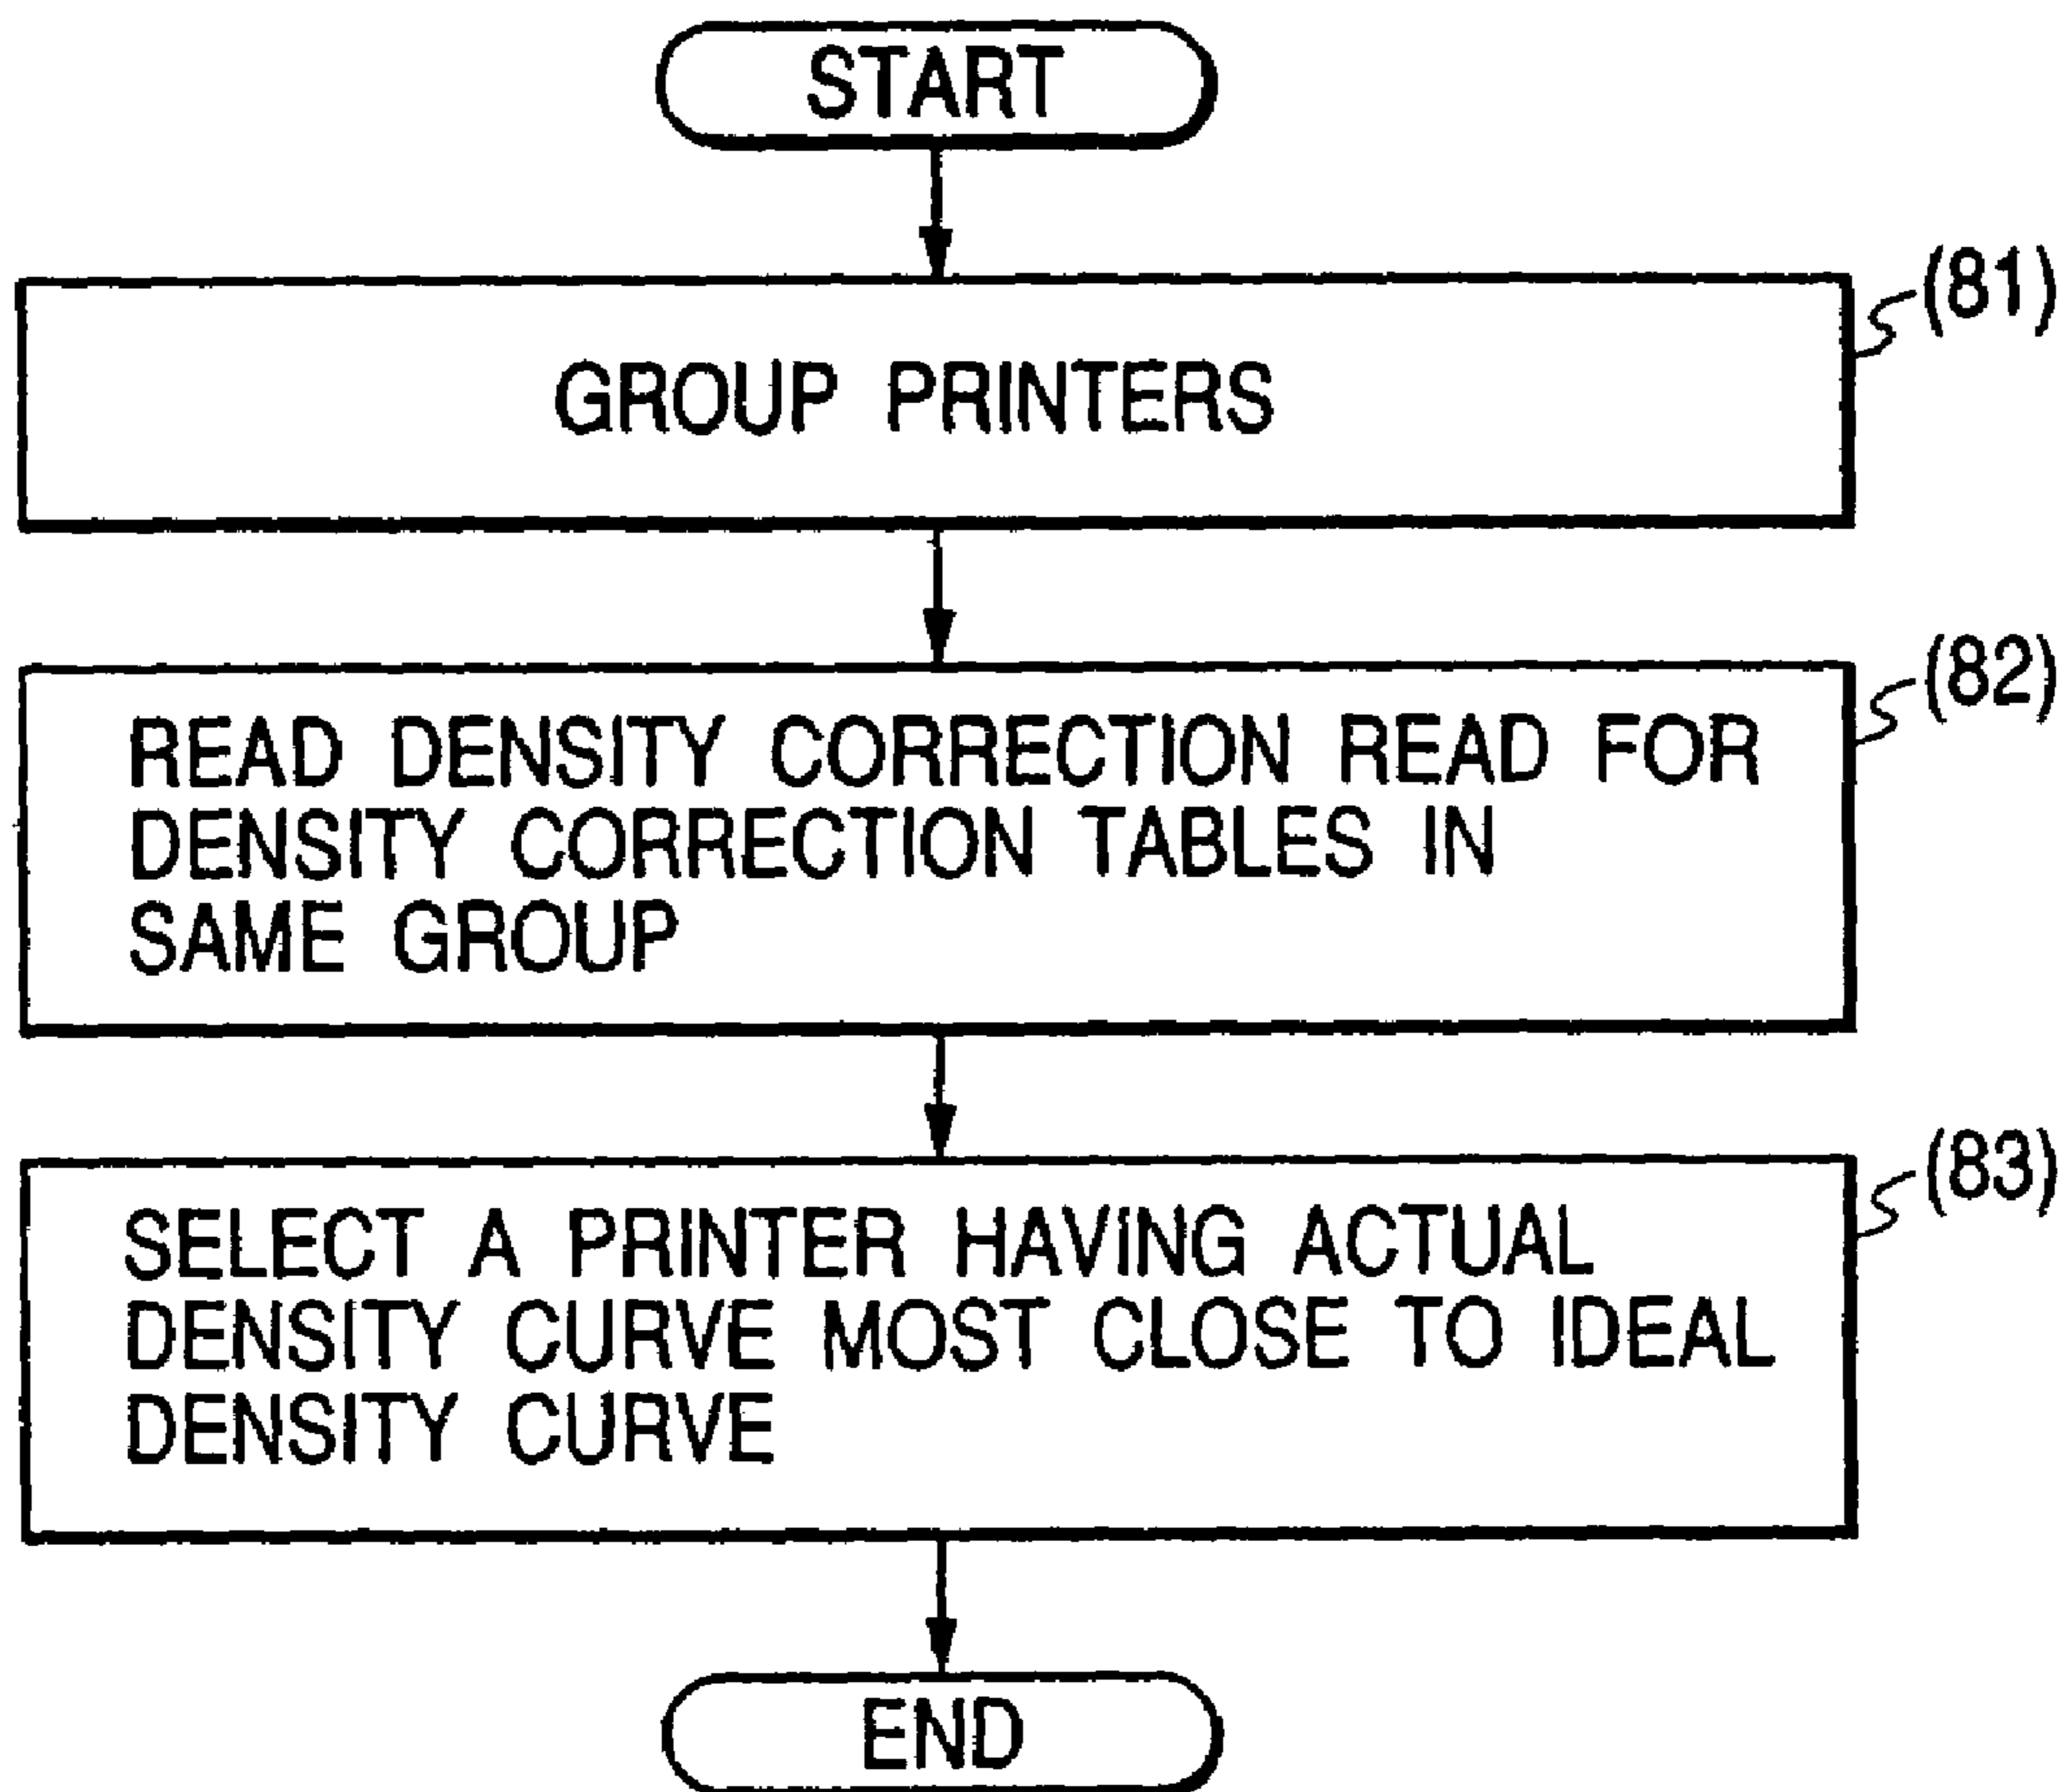 START
(81)
GROUP PRINTERS
(82)
READ DENSITY CORRECTION READ FOR
DENSITY CORRECTION TABLES IN
SAME GROUP
(83)
SELECT A PRINTER HAVING ACTUAL
DENSITY CURVE MOST CLOSE TO IDEAL
DENSITY CURVE
END